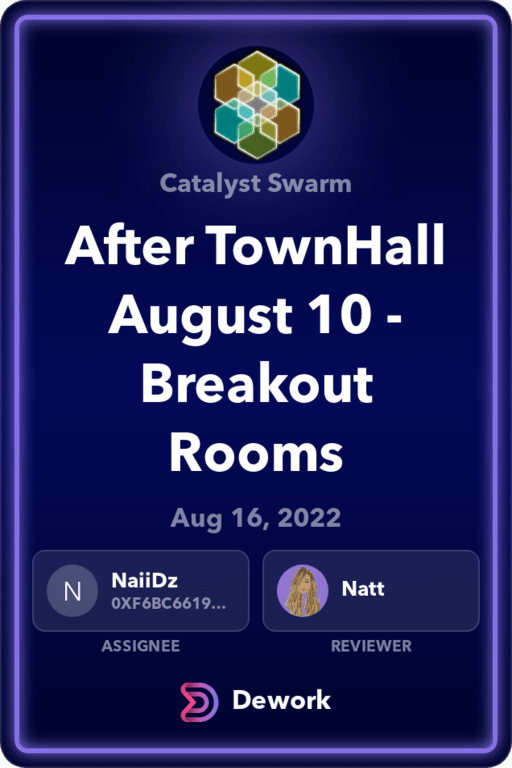 Catalyst Swarm
After TownHall
August 10 -
Breakout
Rooms
Aug 16, 2022
N
NaiiDz
0XF6BC6619...
Natt
ASSIGNEE
REVIEWER
Dework